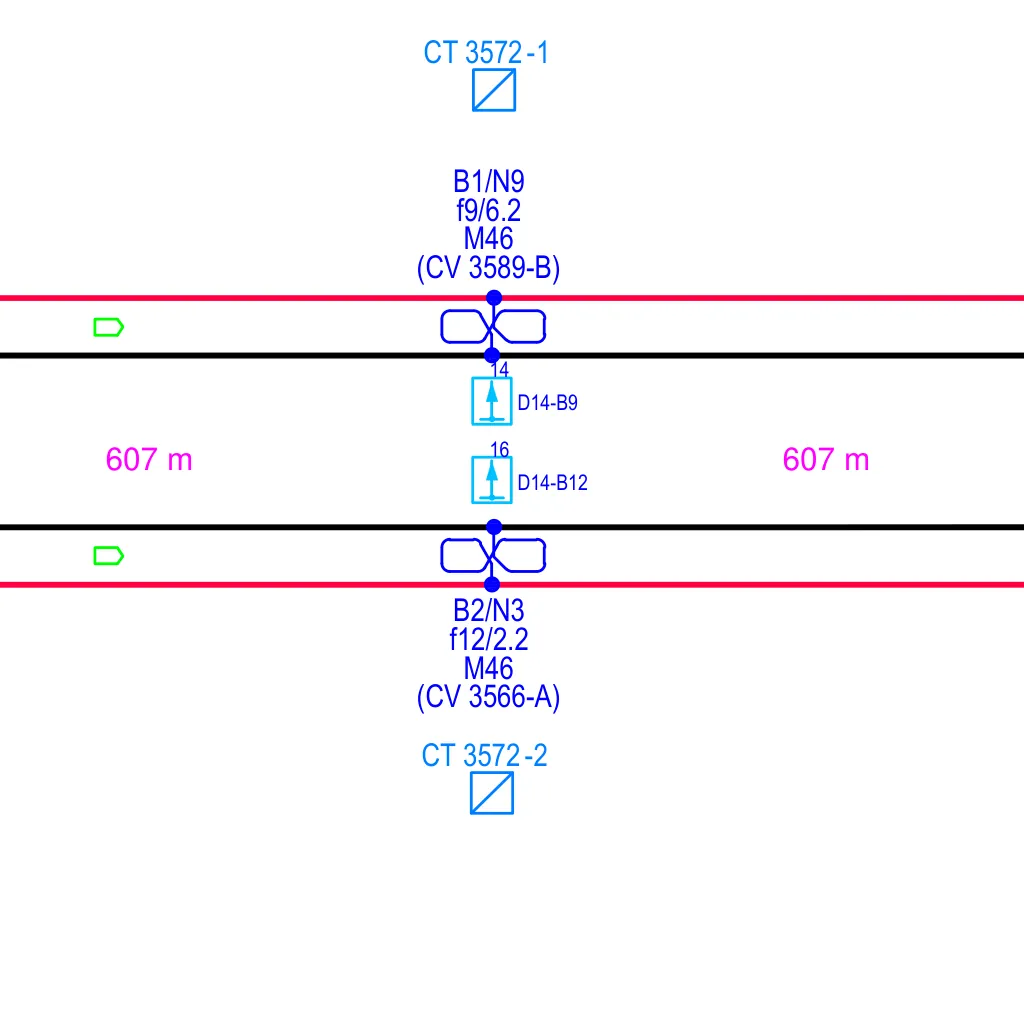 CT 3572-1
B1/N9
f9/6.2
M46
(CV 3589-B)
14
D14-B9
607 m
607 m
16
D14-B12
B2/N3
f12/2.2
M46
(CV 3566-A)
CT 3572-2